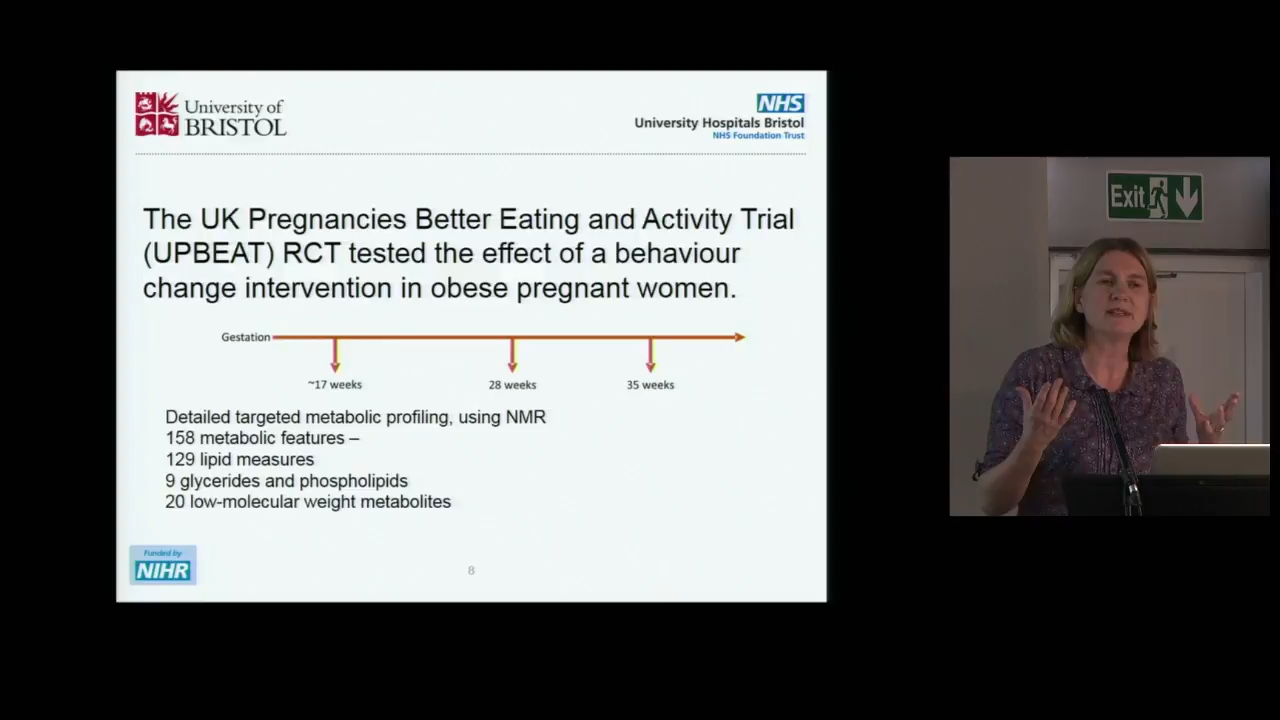 University of
BRISTOL
NHS
University Hospitals Bristol
NHS Foundation Trust
The UK Pregnancies Better Eating and Activity Trial
(UPBEAT) RCT tested the effect of a behaviour
change intervention in obese pregnant women.
Gestation
~17 weeks 28 weeks 35 weeks
Detailed targeted metabolic profiling, using NMR
158 metabolic features –
129 lipid measures
9 glycerides and phospholipids
20 low-molecular weight metabolites
Funded by
NIHR
8
Exit